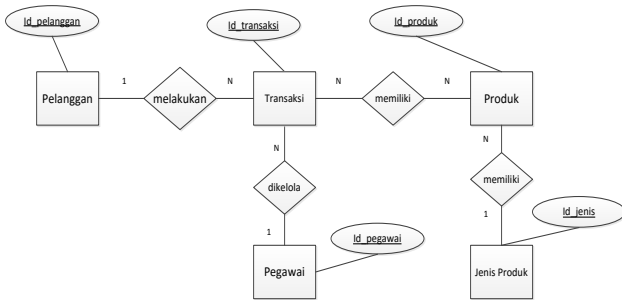 Id_pelanggan
Id_transaksi
Id_produk
Pelanggan
1
melakukan
N
Transaksi
N
memiliki
N
Produk
N
N
dikelola
memiliki
1
1
Id_jenis
Id_pegawai
Pegawai
Jenis Produk